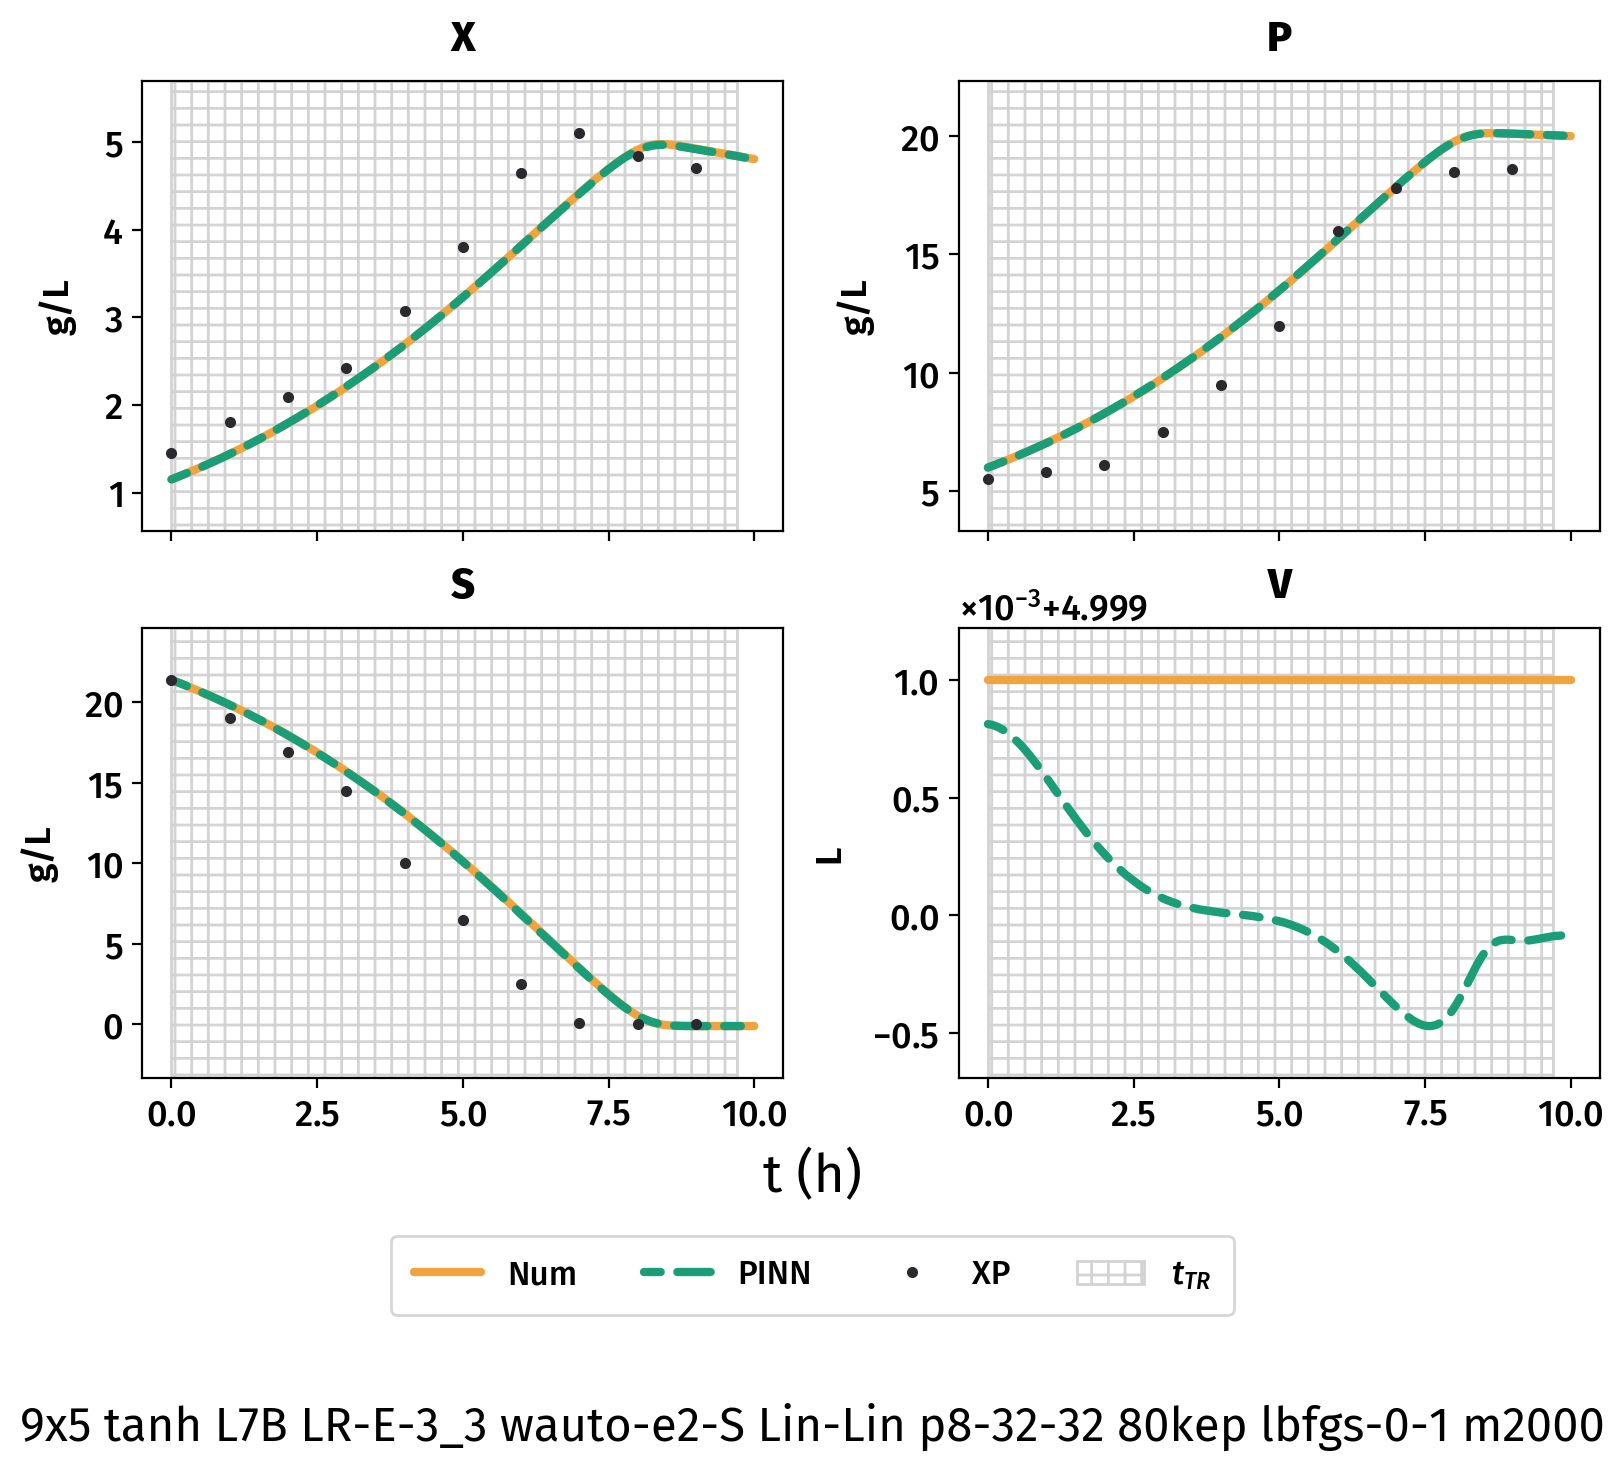 X
P
5
4
3
2
1
g/L
20
15
10
5
g/L
S
V
×10⁻³+4.999
20
15
10
5
0
g/L
1.0
0.5
0.0
−0.5
L
0.0 2.5 5.0 7.5 10.0
0.0 2.5 5.0 7.5 10.0
t (h)
Num PINN XP t_TR
9x5 tanh L7B LR-E-3_3 wauto-e2-S Lin-Lin p8-32-32 80kep lbfgs-0-1 m2000